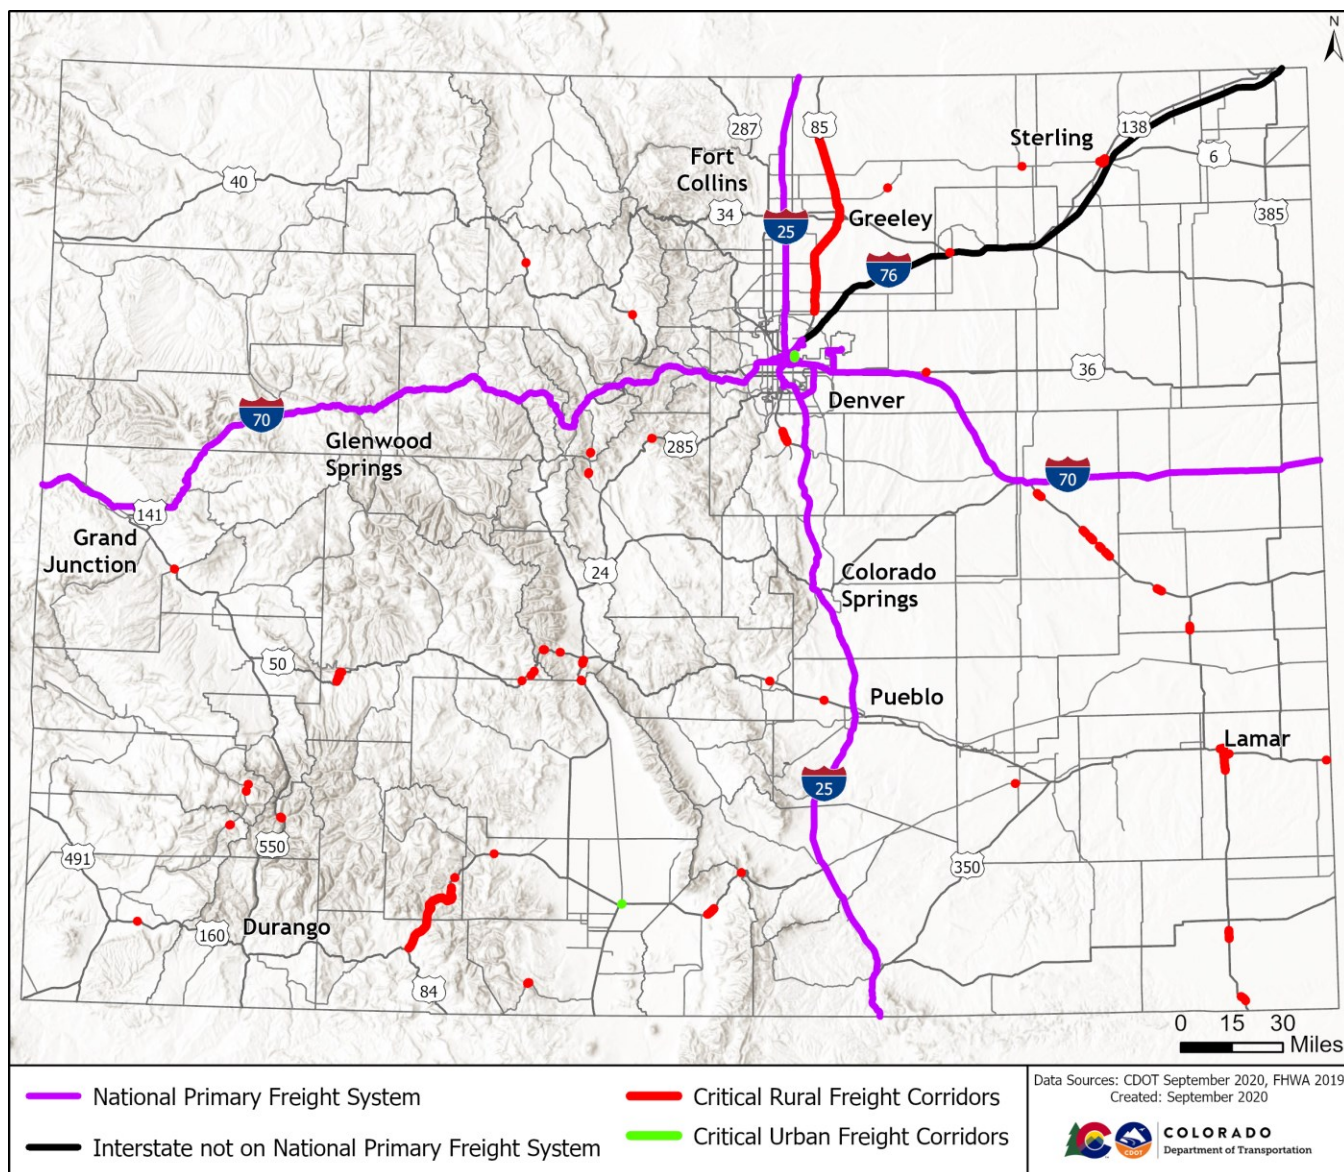 N
287
85
138
Sterling
6
Fort
Collins
40
34
25
Greeley
385
76
36
Denver
70
Glenwood
Springs
285
70
141
Grand
Junction
24
Colorado
Springs
50
Pueblo
Lamar
25
491
550
350
Durango
160
84
0 15 30
Miles
National Primary Freight System
Critical Rural Freight Corridors
Interstate not on National Primary Freight System
Critical Urban Freight Corridors
Data Sources: CDOT September 2020, FHWA 2019
Created: September 2020
CDOT
COLORADO
Department of Transportation